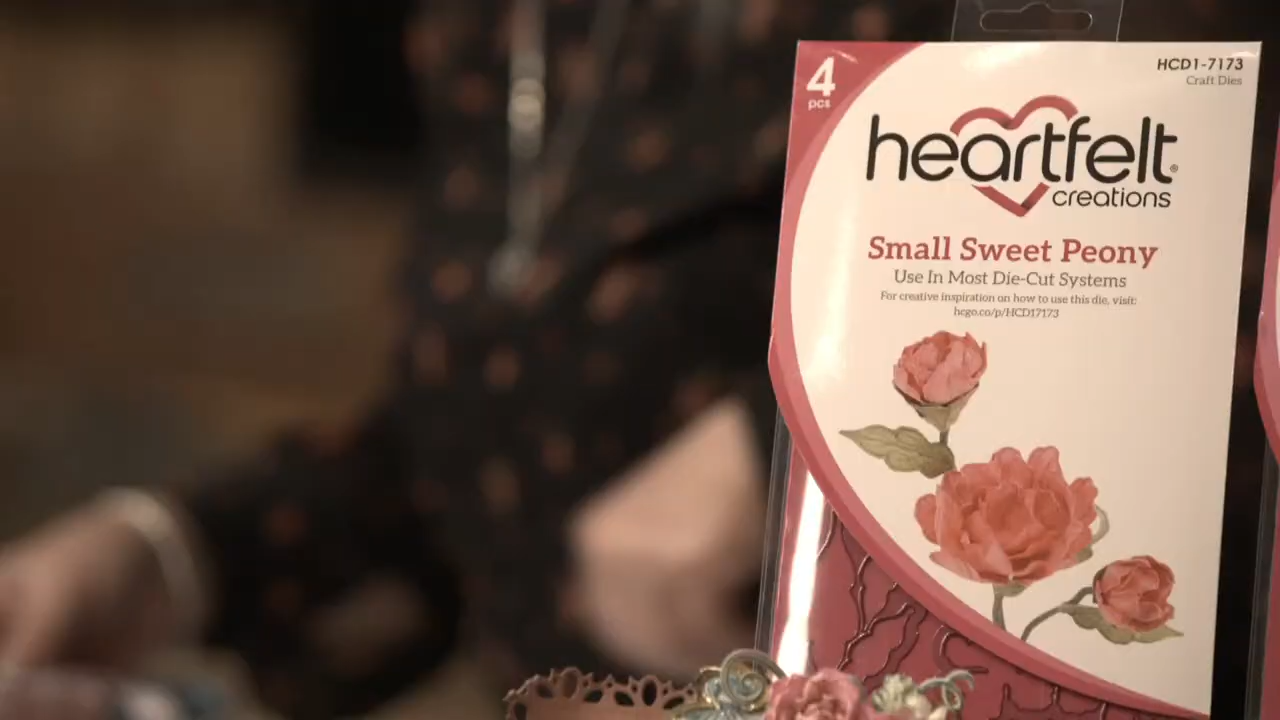 4
pcs
HCD1-7173
Craft Dies
heartfelt®
creations
Small Sweet Peony
Use In Most Die-Cut Systems
For creative inspiration on how to use this die, visit:
hcgo.co/p/HCD17173